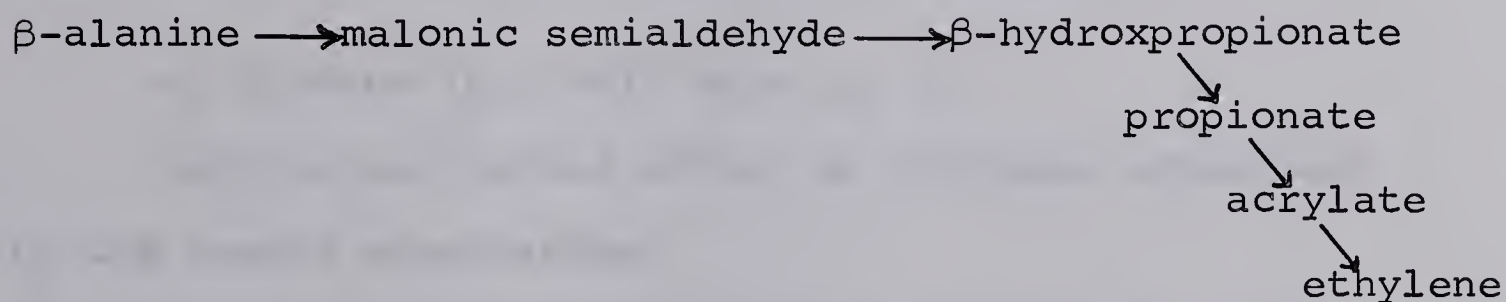 β-alanine ⟶malonic semialdehyde⟶β-hydroxpropionate
propionate
acrylate
ethylene